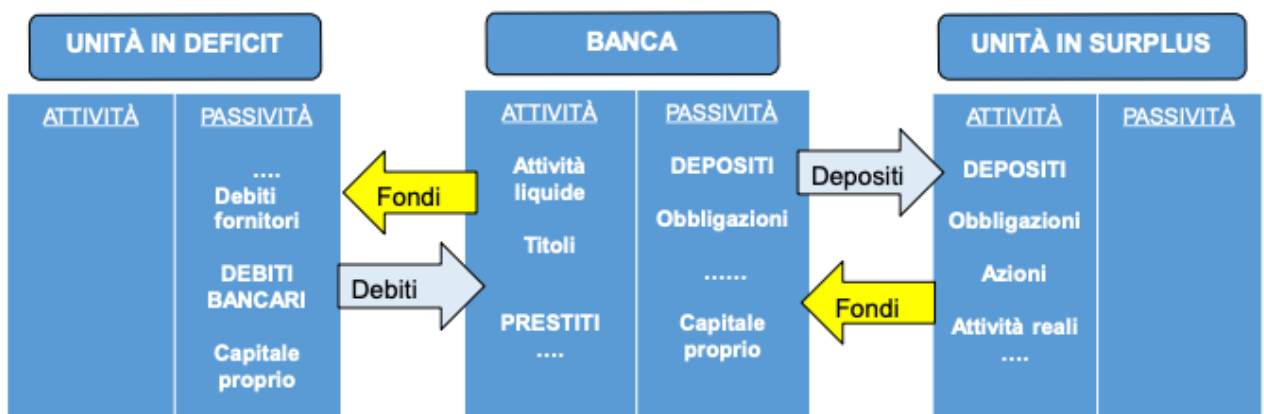 UNITÀ IN DEFICIT
ATTIVITÀ
PASSIVITÀ
....
Debiti
fornitori
DEBITI
BANCARI
Capitale
proprio
Fondi
Debiti
BANCA
ATTIVITÀ
Attività
liquide
Titoli
PRESTITI
....
PASSIVITÀ
DEPOSITI
Obbligazioni
......
Capitale
proprio
Depositi
Fondi
UNITÀ IN SURPLUS
ATTIVITÀ
DEPOSITI
Obbligazioni
Azioni
Attività reali
....
PASSIVITÀ